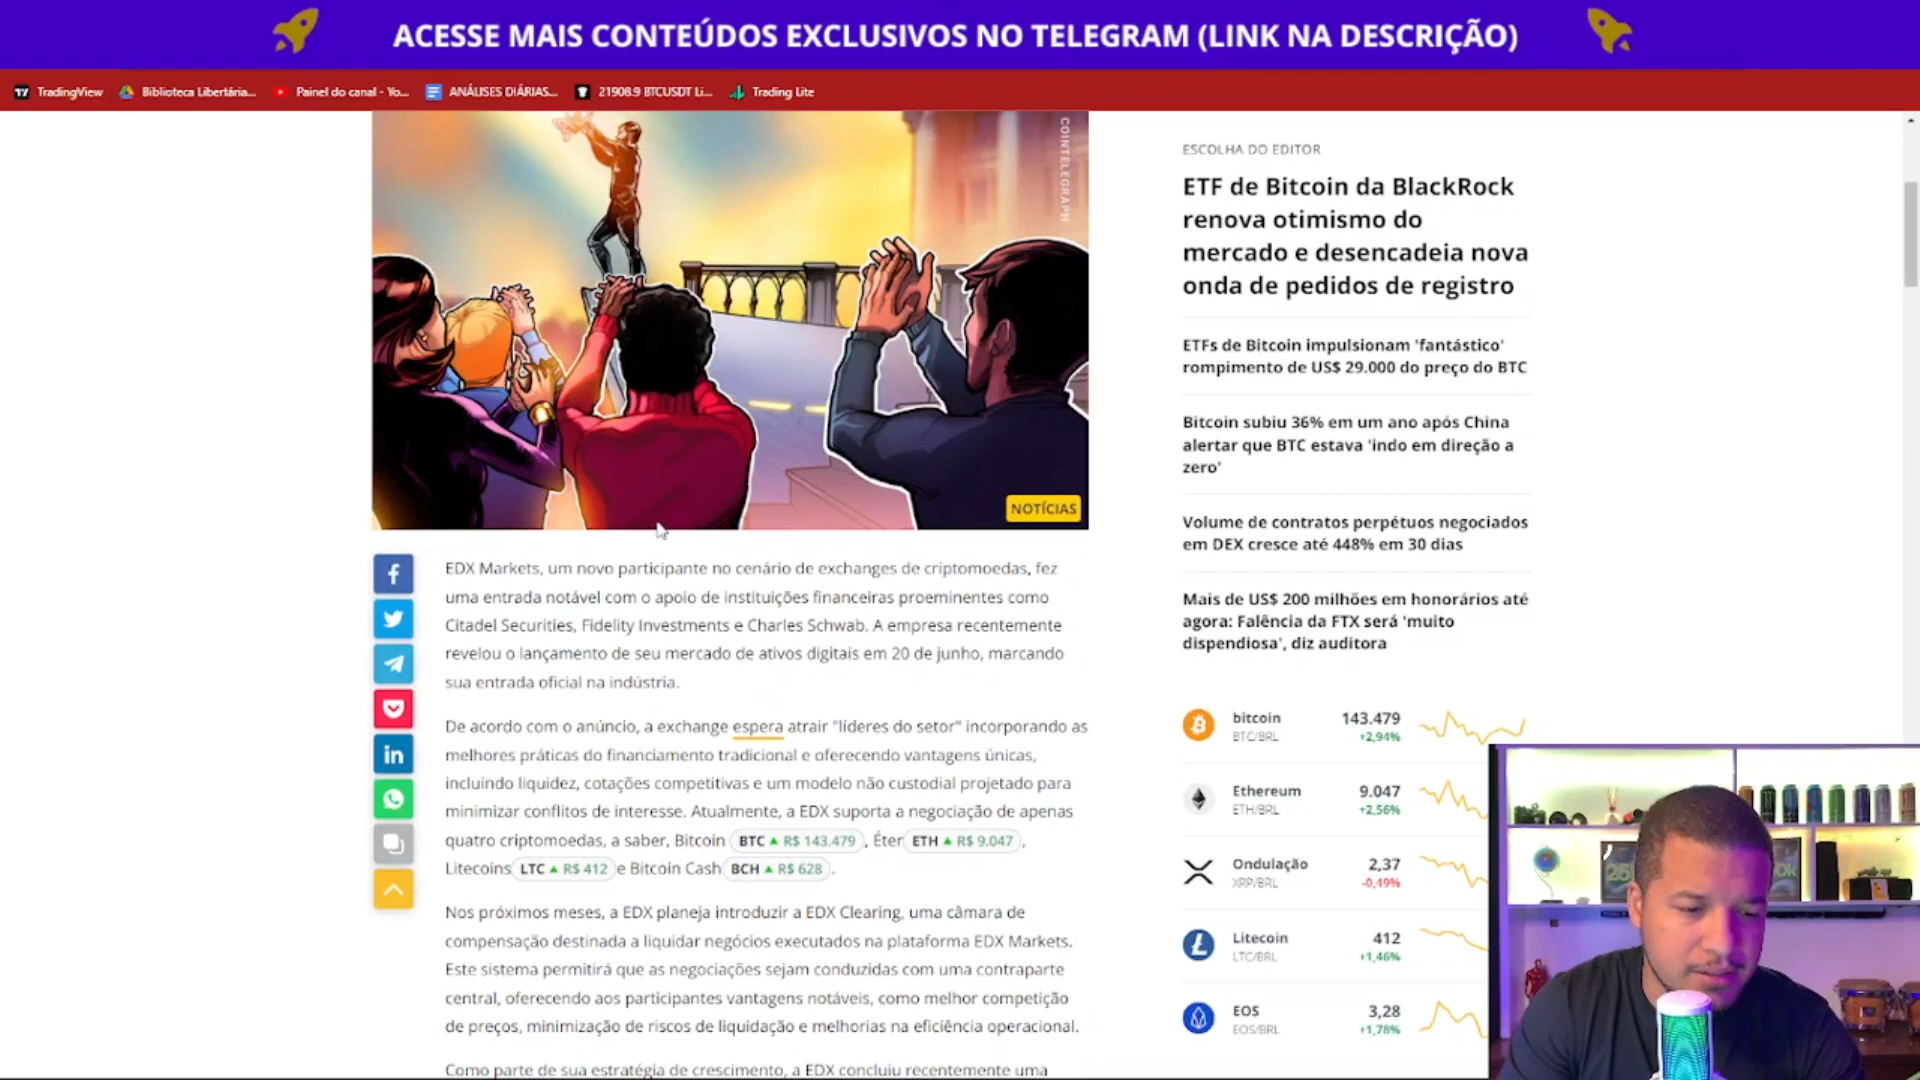 ACESSE MAIS CONTEÚDOS EXCLUSIVOS NO TELEGRAM (LINK NA DESCRIÇÃO)
TradingView
Biblioteca Libertária...
Painel do canal - Yo...
ANÁLISES DIÁRIAS...
21908.9 BTCUSDT Li...
Trading Lite
COINTELEGRAPH
NOTÍCIAS
EDX Markets, um novo participante no cenário de exchanges de criptomoedas, fez
uma entrada notável com o apoio de instituições financeiras proeminentes como
Citadel Securities, Fidelity Investments e Charles Schwab. A empresa recentemente
revelou o lançamento de seu mercado de ativos digitais em 20 de junho, marcando
sua entrada oficial na indústria.
De acordo com o anúncio, a exchange espera atrair "líderes do setor" incorporando as
melhores práticas do financiamento tradicional e oferecendo vantagens únicas,
incluindo liquidez, cotações competitivas e um modelo não custodial projetado para
minimizar conflitos de interesse. Atualmente, a EDX suporta a negociação de apenas
quatro criptomoedas, a saber, Bitcoin BTC ▲ R$ 143.479 , Éter ETH ▲ R$ 9.047 ,
Litecoins LTC ▲ R$ 412 e Bitcoin Cash BCH ▲ R$ 628 .
Nos próximos meses, a EDX planeja introduzir a EDX Clearing, uma câmara de
compensação destinada a liquidar negócios executados na plataforma EDX Markets.
Este sistema permitirá que as negociações sejam conduzidas com uma contraparte
central, oferecendo aos participantes vantagens notáveis, como melhor competição
de preços, minimização de riscos de liquidação e melhorias na eficiência operacional.
Como parte de sua estratégia de crescimento, a EDX concluiu recentemente uma
ESCOLHA DO EDITOR
ETF de Bitcoin da BlackRock
renova otimismo do
mercado e desencadeia nova
onda de pedidos de registro
ETFs de Bitcoin impulsionam 'fantástico'
rompimento de US$ 29.000 do preço do BTC
Bitcoin subiu 36% em um ano após China
alertar que BTC estava 'indo em direção a
zero'
Volume de contratos perpétuos negociados
em DEX cresce até 448% em 30 dias
Mais de US$ 200 milhões em honorários até
agora: Falência da FTX será 'muito
dispendiosa', diz auditora
bitcoin 143.479
BTC/BRL +2,94%
Ethereum 9.047
ETH/BRL +2,56%
Ondulação 2,37
XRP/BRL -0,49%
Litecoin 412
LTC/BRL +1,46%
EOS 3,28
EOS/BRL +1,78%